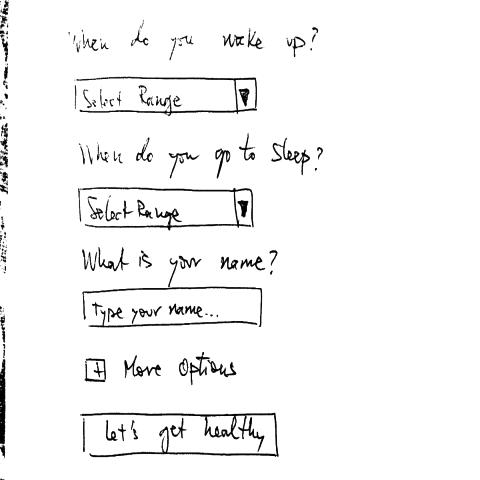 When do you wake up?
Select Range
When do you go to sleep?
Select Range
What is your name?
Type your name...
+ More Options
Let's get healthy